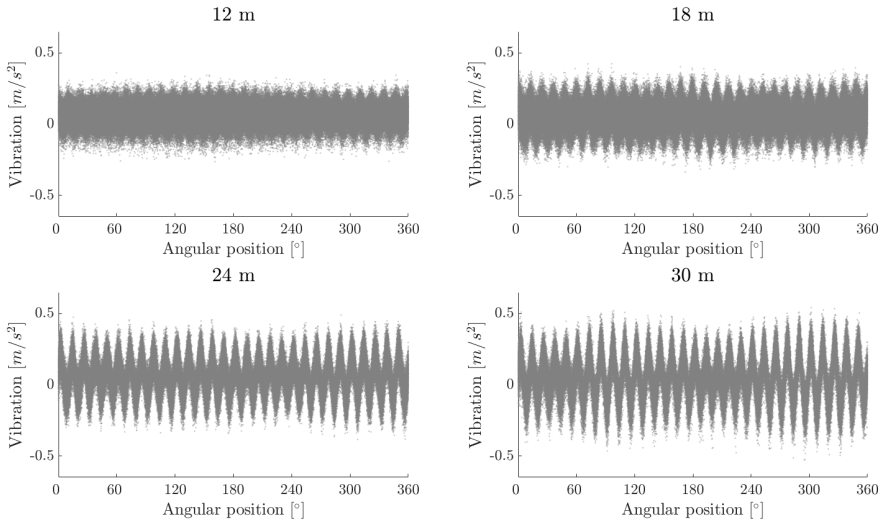 12 m
18 m
Vibration [m/s²]
0.5
0
-0.5
0 60 120 180 240 300 360
Angular position [°]
Vibration [m/s²]
0.5
0
-0.5
0 60 120 180 240 300 360
Angular position [°]
24 m
30 m
Vibration [m/s²]
0.5
0
-0.5
0 60 120 180 240 300 360
Angular position [°]
Vibration [m/s²]
0.5
0
-0.5
0 60 120 180 240 300 360
Angular position [°]